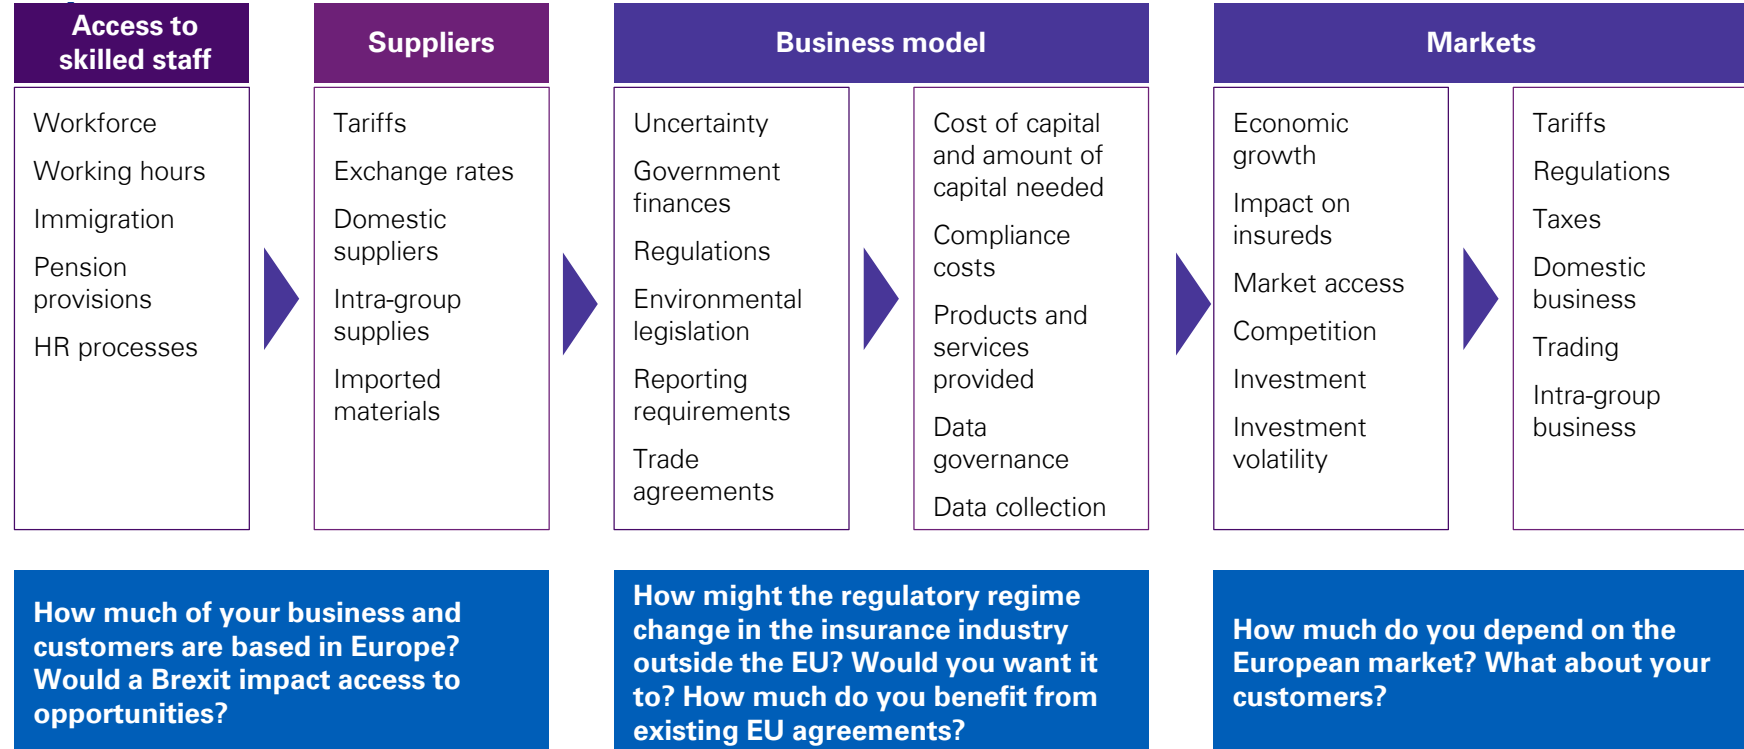 Access to
skilled staff
Workforce
Working hours
Immigration
Pension
provisions
HR processes
Suppliers
Tariffs
Exchange rates
Domestic
suppliers
Intra-group
supplies
Imported
materials
Business model
Uncertainty
Government
finances
Regulations
Environmental
legislation
Reporting
requirements
Trade
agreements
Cost of capital
and amount of
capital needed
Compliance
costs
Products and
services
provided
Data
governance
Data collection
Markets
Economic
growth
Impact on
insureds
Market access
Competition
Investment
Investment
volatility
Tariffs
Regulations
Taxes
Domestic
business
Trading
Intra-group
business
How much of your business and
customers are based in Europe?
Would a Brexit impact access to
opportunities?
How might the regulatory regime
change in the insurance industry
outside the EU? Would you want it
to? How much do you benefit from
existing EU agreements?
How much do you depend on the
European market? What about your
customers?